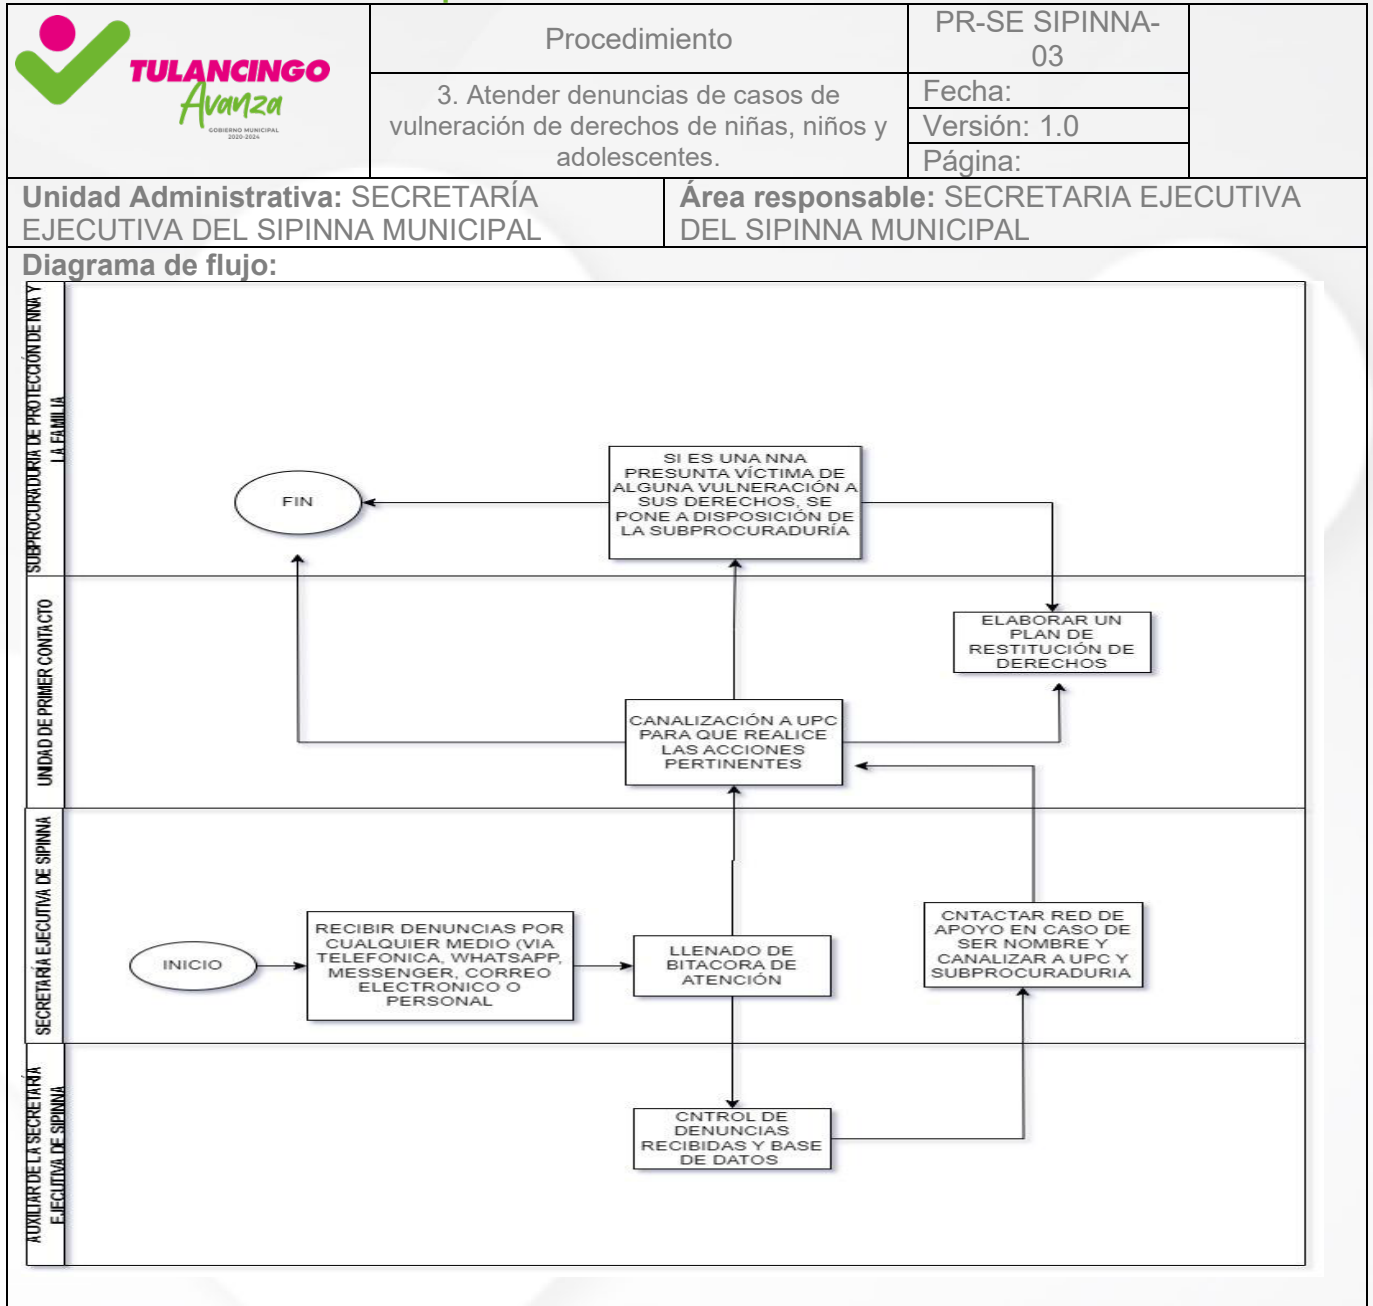 TULANCINGO
Avanza
GOBIERNO MUNICIPAL
2020-2024
Procedimiento
3. Atender denuncias de casos de
vulneración de derechos de niñas, niños y
adolescentes.
PR-SE SIPINNA-
03
Fecha:
Versión: 1.0
Página:
Unidad Administrativa: SECRETARÍA
EJECUTIVA DEL SIPINNA MUNICIPAL
Área responsable: SECRETARIA EJECUTIVA
DEL SIPINNA MUNICIPAL
Diagrama de flujo:
SUBPROCURADURIA DE PROTECCIÓN DE NNA Y
LA FAMILIA
FIN
SI ES UNA NNA
PRESUNTA VÍCTIMA DE
ALGUNA VULNERACIÓN A
SUS DERECHOS, SE
PONE A DISPOSICIÓN DE
LA SUBPROCURADURÍA
UNIDAD DE PRIMER CONTACTO
ELABORAR UN
PLAN DE
RESTITUCIÓN DE
DERECHOS
CANALIZACIÓN A UPC
PARA QUE REALICE
LAS ACCIONES
PERTINENTES
SECRETARÍA EJECUTIVA DE SIPINNA
INICIO
RECIBIR DENUNCIAS POR
CUALQUIER MEDIO (VIA
TELEFONICA, WHATSAPP,
MESSENGER, CORREO
ELECTRONICO O
PERSONAL
LLENADO DE
BITACORA DE
ATENCIÓN
CNTACTAR RED DE
APOYO EN CASO DE
SER NOMBRE Y
CANALIZAR A UPC Y
SUBPROCURADURIA
AUXILIAR DE LA SECRETARÍA
EJECUTIVA DE SIPINNA
CNTROL DE
DENUNCIAS
RECIBIDAS Y BASE
DE DATOS